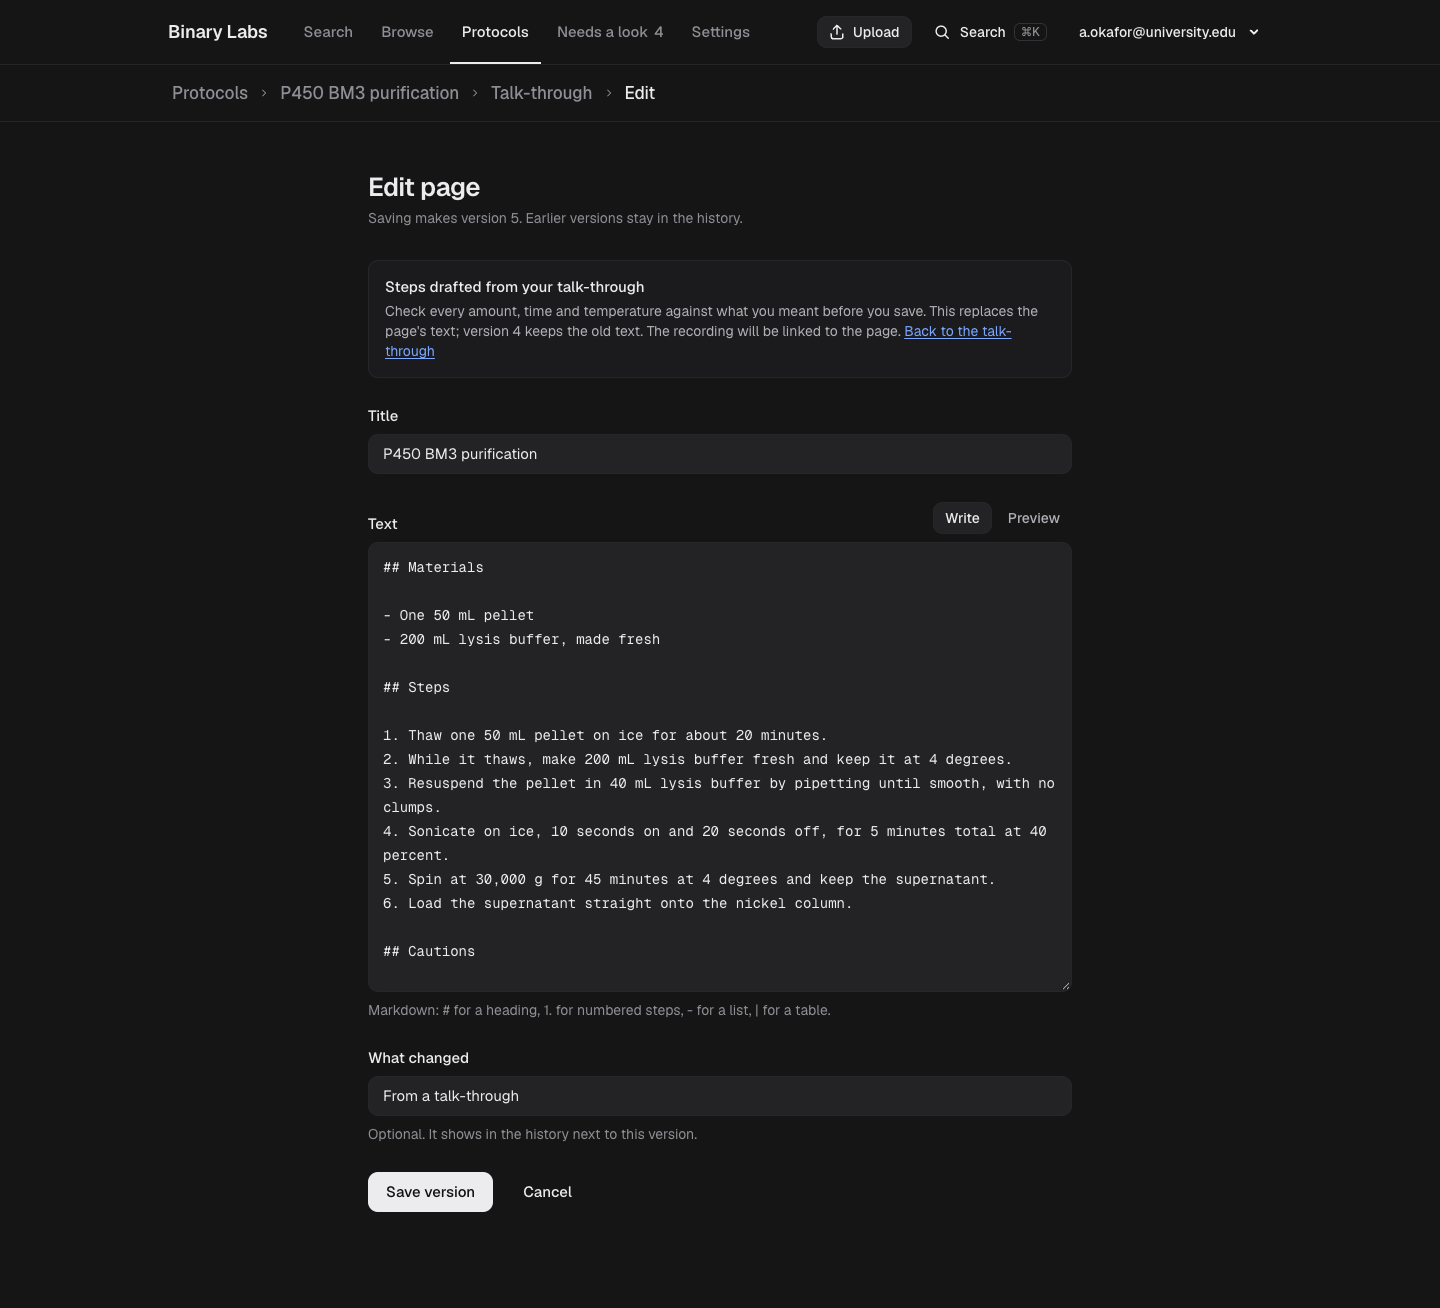 Binary Labs Search Browse Protocols Needs a look 4 Settings Upload Search ⌘K a.okafor@university.edu
Protocols › P450 BM3 purification › Talk-through › Edit
Edit page
Saving makes version 5. Earlier versions stay in the history.
Steps drafted from your talk-through
Check every amount, time and temperature against what you meant before you save. This replaces the
page's text; version 4 keeps the old text. The recording will be linked to the page. Back to the talk-
through
Title
P450 BM3 purification
Text Write Preview
## Materials
- One 50 mL pellet
- 200 mL lysis buffer, made fresh
## Steps
1. Thaw one 50 mL pellet on ice for about 20 minutes.
2. While it thaws, make 200 mL lysis buffer fresh and keep it at 4 degrees.
3. Resuspend the pellet in 40 mL lysis buffer by pipetting until smooth, with no
clumps.
4. Sonicate on ice, 10 seconds on and 20 seconds off, for 5 minutes total at 40
percent.
5. Spin at 30,000 g for 45 minutes at 4 degrees and keep the supernatant.
6. Load the supernatant straight onto the nickel column.
## Cautions
Markdown: # for a heading, 1. for numbered steps, - for a list, | for a table.
What changed
From a talk-through
Optional. It shows in the history next to this version.
Save version Cancel